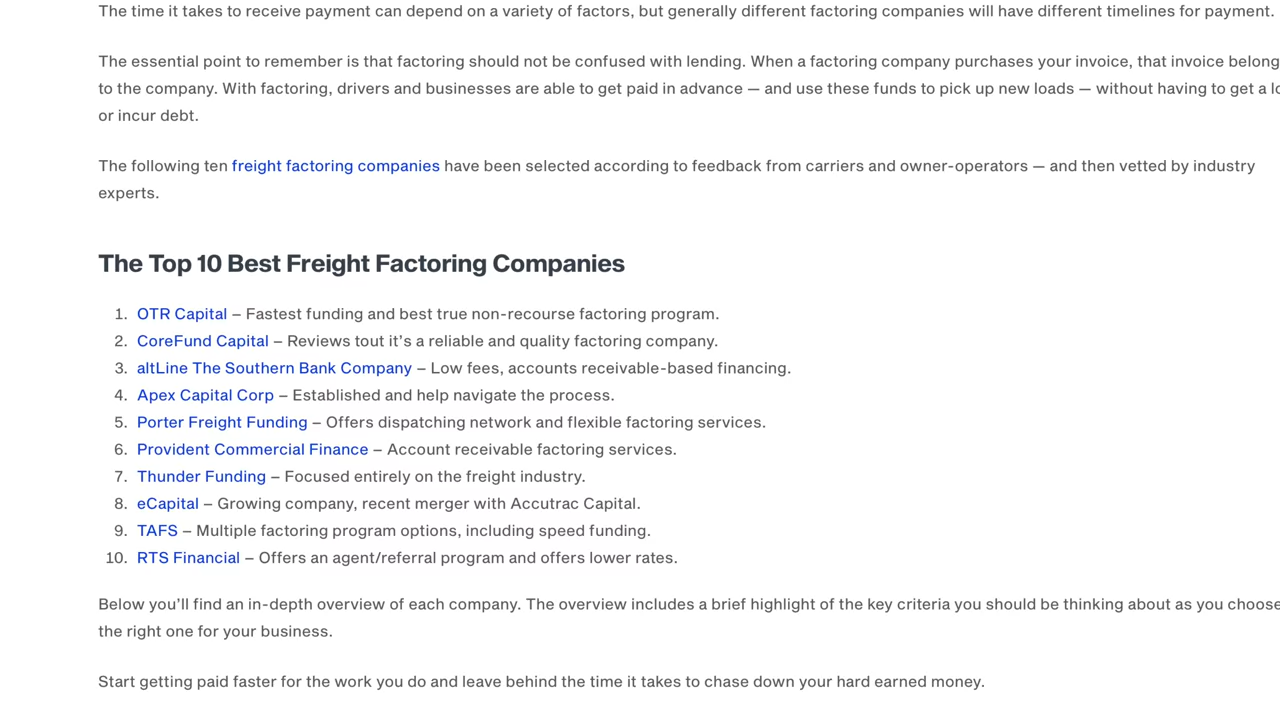 The time it takes to receive payment can depend on a variety of factors, but generally different factoring companies will have different timelines for payment.
The essential point to remember is that factoring should not be confused with lending. When a factoring company purchases your invoice, that invoice belong
to the company. With factoring, drivers and businesses are able to get paid in advance — and use these funds to pick up new loads — without having to get a lo
or incur debt.
The following ten freight factoring companies have been selected according to feedback from carriers and owner-operators — and then vetted by industry
experts.
The Top 10 Best Freight Factoring Companies
1. OTR Capital – Fastest funding and best true non-recourse factoring program.
2. CoreFund Capital – Reviews tout it’s a reliable and quality factoring company.
3. altLine The Southern Bank Company – Low fees, accounts receivable-based financing.
4. Apex Capital Corp – Established and help navigate the process.
5. Porter Freight Funding – Offers dispatching network and flexible factoring services.
6. Provident Commercial Finance – Account receivable factoring services.
7. Thunder Funding – Focused entirely on the freight industry.
8. eCapital – Growing company, recent merger with Accutrac Capital.
9. TAFS – Multiple factoring program options, including speed funding.
10. RTS Financial – Offers an agent/referral program and offers lower rates.
Below you’ll find an in-depth overview of each company. The overview includes a brief highlight of the key criteria you should be thinking about as you choose
the right one for your business.
Start getting paid faster for the work you do and leave behind the time it takes to chase down your hard earned money.